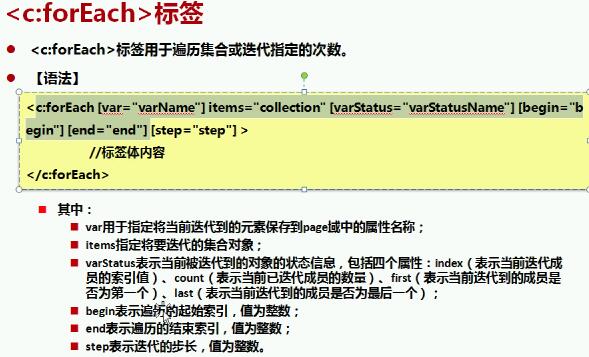 <c:forEach>标签
<c:forEach>标签用于遍历集合或迭代指定的次数。
【语法】
<c:forEach [var="varName"] items="collection" [varStatus="varStatusName"] [begin="b
egin"] [end="end"] [step="step"] >
//标签体内容
</c:forEach>
其中：
var用于指定将当前迭代到的元素保存到page域中的属性名称；
items指定将要迭代的集合对象；
varStatus表示当前被迭代到的对象的状态信息，包括四个属性：index（表示当前迭代成
员的索引值）、count（表示当前已迭代成员的数量）、first（表示当前迭代到的成员是
否为第一个）、last（表示当前迭代到的成员是否为最后一个）；
begin表示遍历的起始索引，值为整数；
end表示遍历的结束索引，值为整数；
step表示迭代的步长，值为整数。